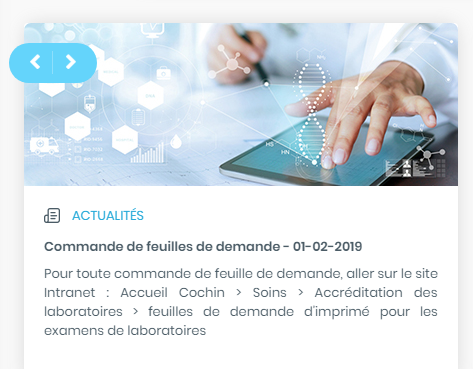 ACTUALITÉS
Commande de feuilles de demande - 01-02-2019
Pour toute commande de feuille de demande, aller sur le site
Intranet : Accueil Cochin > Soins > Accréditation des
laboratoires > feuilles de demande d'imprimé pour les
examens de laboratoires